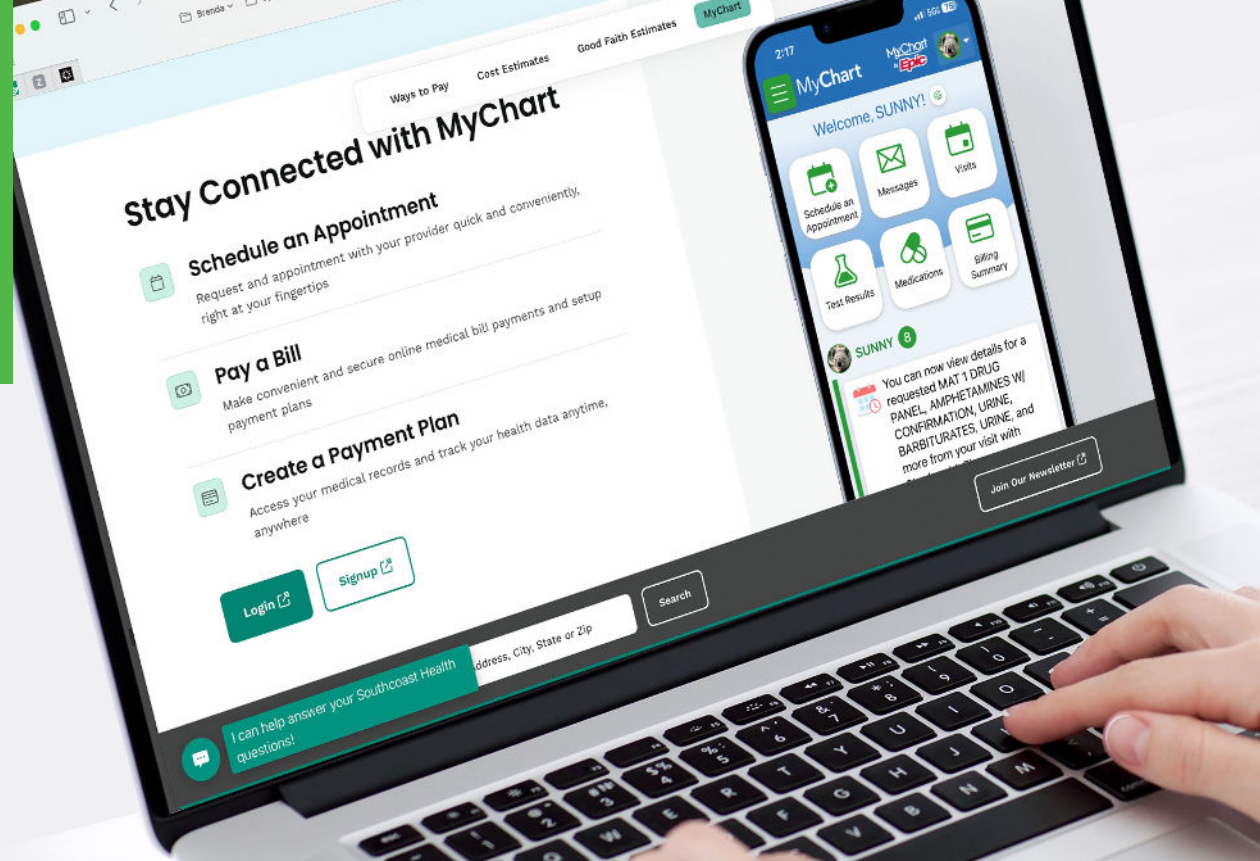 Brenda
Ways to Pay
Cost Estimates
Good Faith Estimates
MyChart
Stay Connected with MyChart
Schedule an Appointment
Request and appointment with your provider quick and conveniently,
right at your fingertips
Pay a Bill
Make convenient and secure online medical bill payments and setup
payment plans
Create a Payment Plan
Access your medical records and track your health data anytime,
anywhere
Login
Signup
2:17
5G
MyChart
MyChart
by Epic
Welcome, SUNNY!
Schedule an
Appointment
Messages
Visits
Test Results
Medications
Billing
Summary
SUNNY 8
You can now view details for a
requested MAT 1 DRUG
PANEL, AMPHETAMINES W/
CONFIRMATION, URINE,
BARBITURATES, URINE, and
more from your visit with
Join Our Newsletter
Search
ddress, City, State or Zip
I can help answer your Southcoast Health
questions!